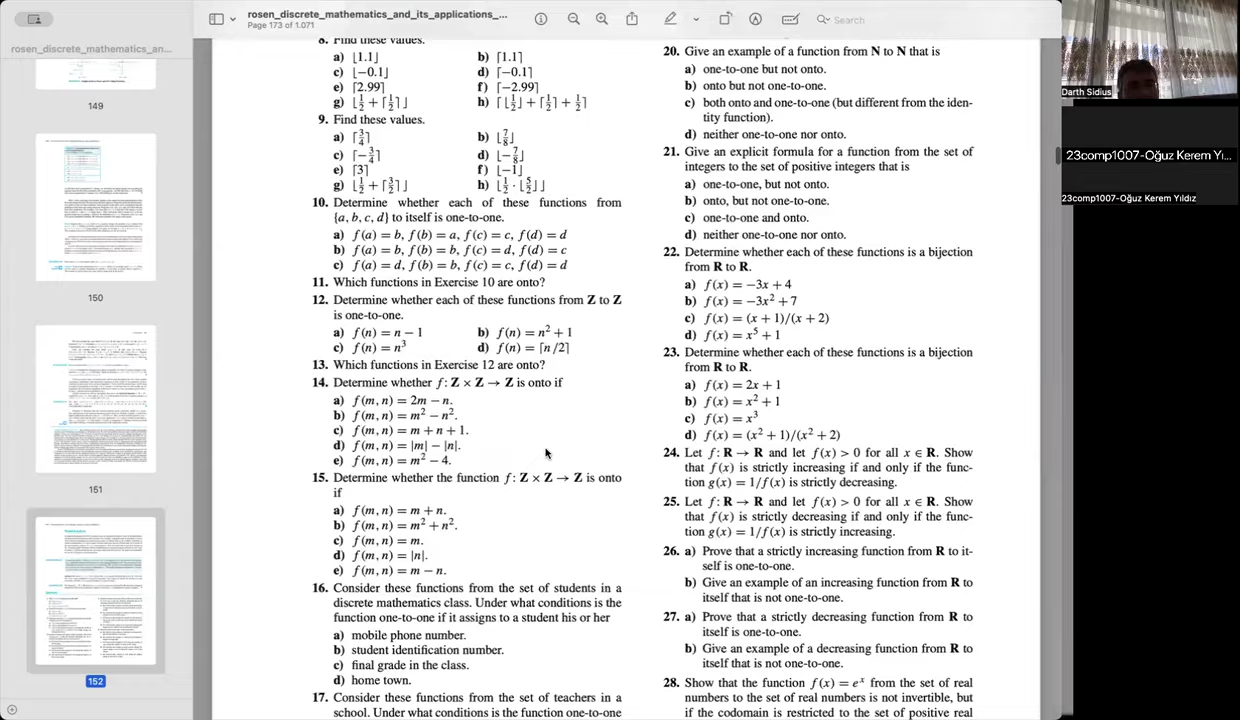 rosen_discrete_mathematics_and_its_applications_...
Page 173 of 1.071
Search
rosen_discrete_mathematics_an...
149
150
151
152
8. Find these values.
a) ⌊1.1⌋ b) ⌈1.1⌉
c) ⌊−0.1⌋ d) ⌈−0.1⌉
e) ⌈2.99⌉ f) ⌈−2.99⌉
g) ⌊1/2 + ⌈1/2⌉⌋ h) ⌈⌊1/2⌋ + ⌈1/2⌉ + 1/2⌉
9. Find these values.
a) ⌈3/4⌉ b) ⌊7/8⌋
c) ⌈−3/4⌉ d) ⌊−7/8⌋
e) ⌈3⌉ f) ⌊−1⌋
g) ⌊1/2 + ⌈3/2⌉⌋ h) ⌊1/2 · ⌊5/2⌋⌋
10. Determine whether each of these functions from
{a, b, c, d} to itself is one-to-one.
a) f(a) = b, f(b) = a, f(c) = c, f(d) = d
b) f(a) = b, f(b) = b, f(c) = d, f(d) = c
c) f(a) = d, f(b) = b, f(c) = c, f(d) = d
11. Which functions in Exercise 10 are onto?
12. Determine whether each of these functions from Z to Z
is one-to-one.
a) f(n) = n − 1 b) f(n) = n² + 1
c) f(n) = n³ d) f(n) = ⌈n/2⌉
13. Which functions in Exercise 12 are onto?
14. Determine whether f: Z × Z → Z is onto if
a) f(m, n) = 2m − n.
b) f(m, n) = m² − n².
c) f(m, n) = m + n + 1.
d) f(m, n) = |m| − |n|.
e) f(m, n) = m² − 4.
15. Determine whether the function f: Z × Z → Z is onto
if
a) f(m, n) = m + n.
b) f(m, n) = m² + n².
c) f(m, n) = m.
d) f(m, n) = |n|.
e) f(m, n) = m − n.
16. Consider these functions from the set of students in a
discrete mathematics class. Under what conditions is the
function one-to-one if it assigns to a student his or her
a) mobile phone number.
b) student identification number.
c) final grade in the class.
d) home town.
17. Consider these functions from the set of teachers in a
school. Under what conditions is the function one-to-one
20. Give an example of a function from N to N that is
a) one-to-one but not onto.
b) onto but not one-to-one.
c) both onto and one-to-one (but different from the iden-
tity function).
d) neither one-to-one nor onto.
21. Give an explicit formula for a function from the set of
integers to the set of positive integers that is
a) one-to-one, but not onto.
b) onto, but not one-to-one.
c) one-to-one and onto.
d) neither one-to-one nor onto.
22. Determine whether each of these functions is a bijection
from R to R.
a) f(x) = −3x + 4
b) f(x) = −3x² + 7
c) f(x) = (x + 1)/(x + 2)
d) f(x) = x⁵ + 1
23. Determine whether each of these functions is a bijection
from R to R.
a) f(x) = 2x + 1
b) f(x) = x² + 1
c) f(x) = x³
d) f(x) = (x² + 1)/(x² + 2)
24. Let f: R → R and let f(x) > 0 for all x ∈ R. Show
that f(x) is strictly increasing if and only if the func-
tion g(x) = 1/f(x) is strictly decreasing.
25. Let f: R → R and let f(x) > 0 for all x ∈ R. Show
that f(x) is strictly decreasing if and only if the func-
tion g(x) = 1/f(x) is strictly increasing.
26. a) Prove that a strictly increasing function from R to it-
self is one-to-one.
b) Give an example of an increasing function from R to
itself that is not one-to-one.
27. a) Prove that a strictly decreasing function from R to
itself is one-to-one.
b) Give an example of a decreasing function from R to
itself that is not one-to-one.
28. Show that the function f(x) = eˣ from the set of real
numbers to the set of real numbers is not invertible, but
if the codomain is restricted to the set of positive real
Darth Sidius
23comp1007-Oğuz Kerem Yı...
23comp1007-Oğuz Kerem Yıldız